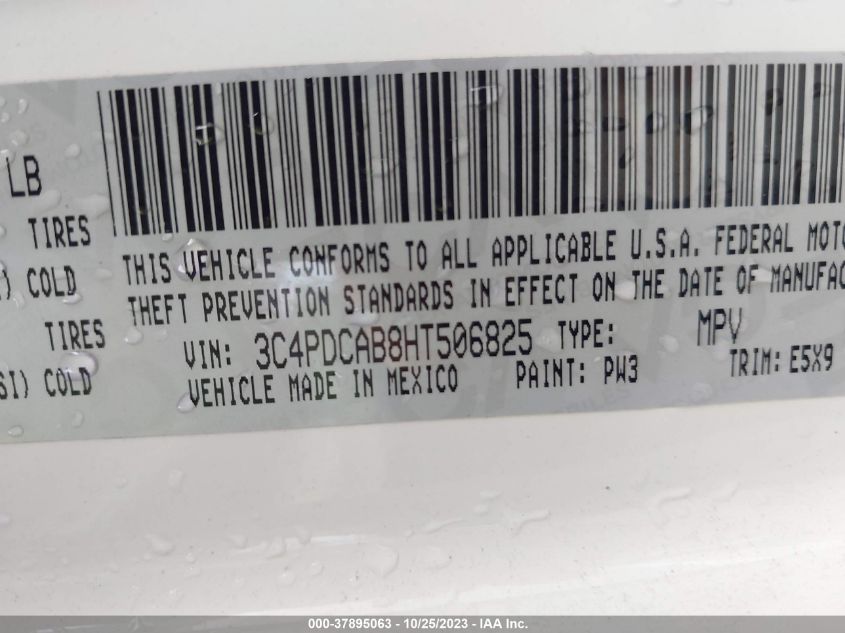 LB
TIRES
) COLD
TIRES
SI) COLD
THIS VEHICLE CONFORMS TO ALL APPLICABLE U.S.A. FEDERAL MOTO
THEFT PREVENTION STANDARDS IN EFFECT ON THE DATE OF MANUFAC
VIN: 3C4PDCAB8HT506825 TYPE: MPV
VEHICLE MADE IN MEXICO PAINT: PW3 TRIM: E5X9
000-37895063 - 10/25/2023 - IAA Inc.